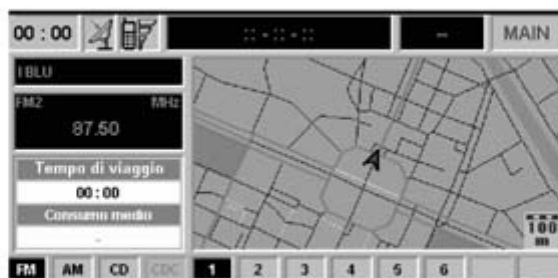 00 : 00 :: - :: - :: -- MAIN
I BLU
FM2 MHz
87.50
Tempo di viaggio
00 : 00
Consumo medio
-
100
m
FM AM CD CDC 1 2 3 4 5 6